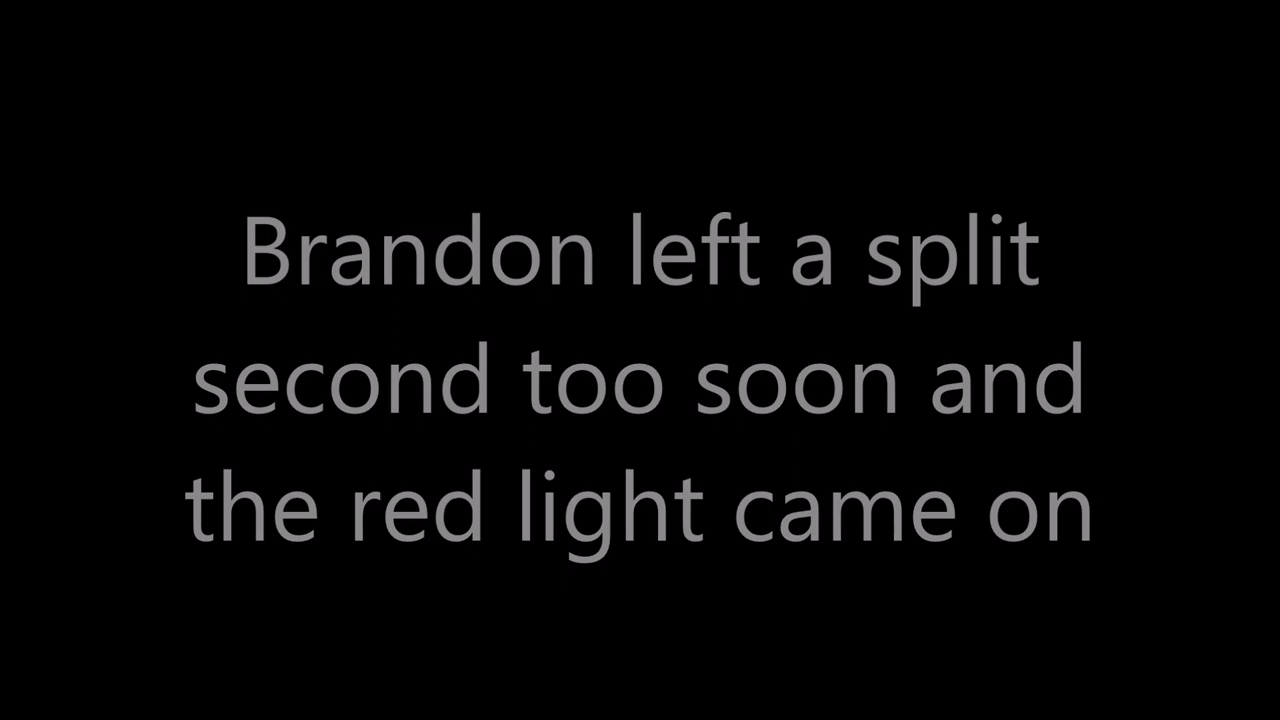 Brandon left a split
second too soon and
the red light came on